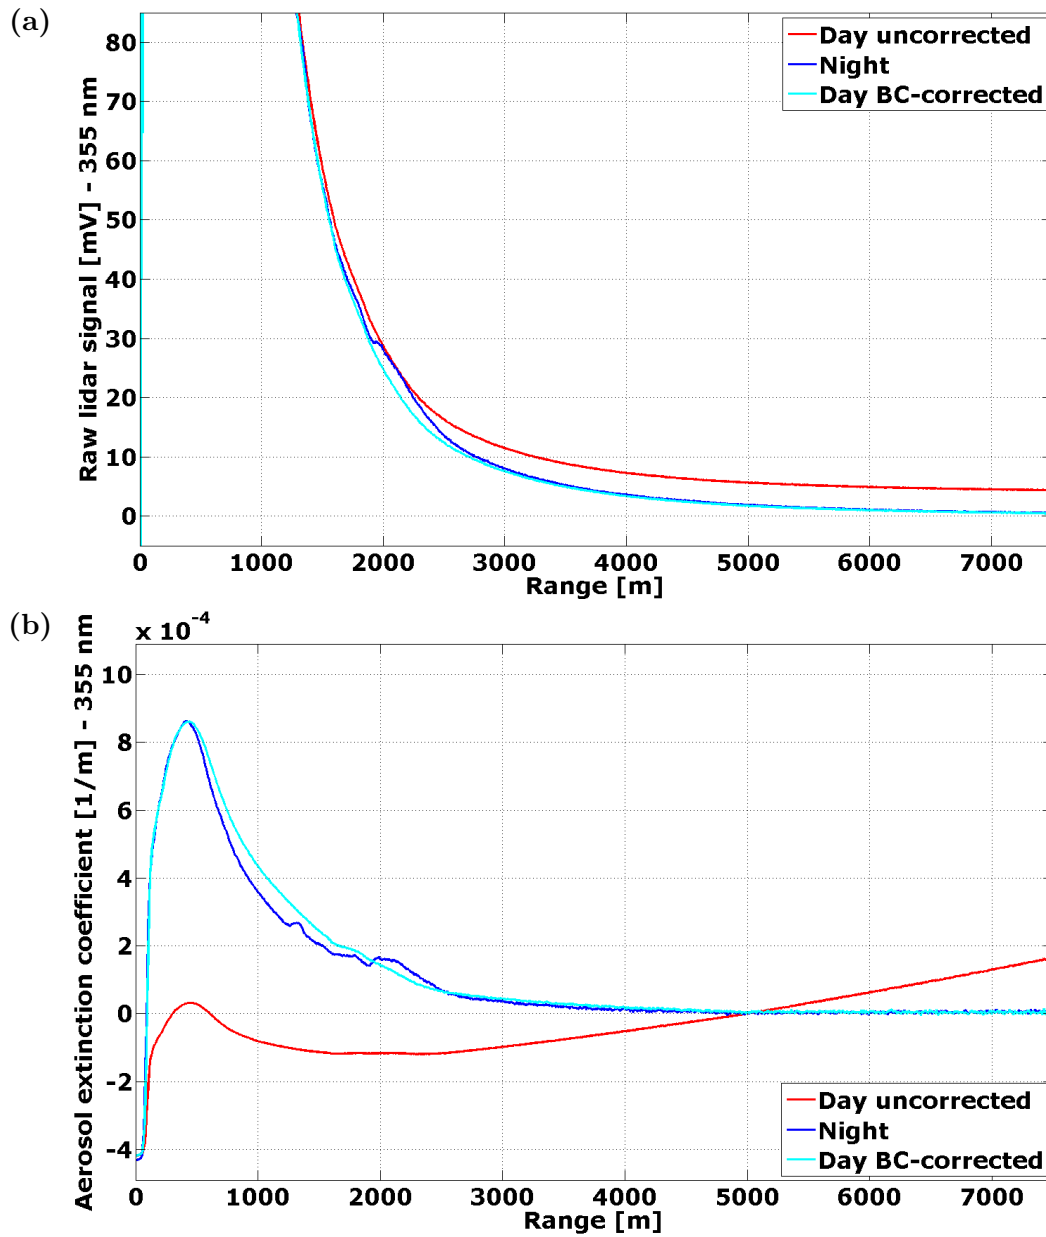 (a)
Raw lidar signal [mV] - 355 nm
80
70
60
50
40
30
20
10
0
0 1000 2000 3000 4000 5000 6000 7000
Range [m]
Day uncorrected
Night
Day BC-corrected
(b)
x 10^-4
Aerosol extinction coefficient [1/m] - 355 nm
10
8
6
4
2
0
-2
-4
0 1000 2000 3000 4000 5000 6000 7000
Range [m]
Day uncorrected
Night
Day BC-corrected